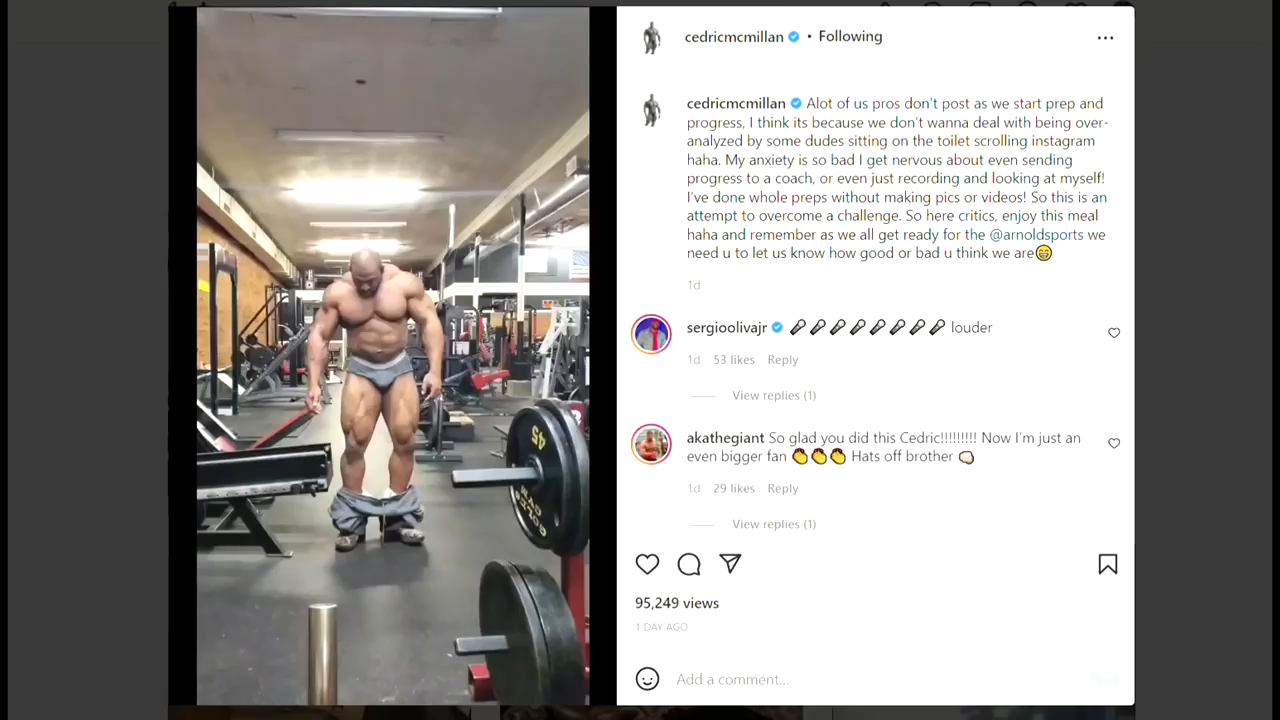 cedricmcmillan • Following
cedricmcmillan Alot of us pros don't post as we start prep and
progress, I think its because we don't wanna deal with being over-
analyzed by some dudes sitting on the toilet scrolling instagram
haha. My anxiety is so bad I get nervous about even sending
progress to a coach, or even just recording and looking at myself!
I've done whole preps without making pics or videos! So this is an
attempt to overcome a challenge. So here critics, enjoy this meal
haha and remember as we all get ready for the @arnoldsports we
need u to let us know how good or bad u think we are😁
1d
sergioolivajr 🎤🎤🎤🎤🎤🎤🎤🎤 louder
1d 53 likes Reply
View replies (1)
akathegiant So glad you did this Cedric!!!!!!!!! Now I'm just an
even bigger fan 👏👏👏 Hats off brother 👊
1d 29 likes Reply
View replies (1)
45
95,249 views
1 DAY AGO
Add a comment...
Post